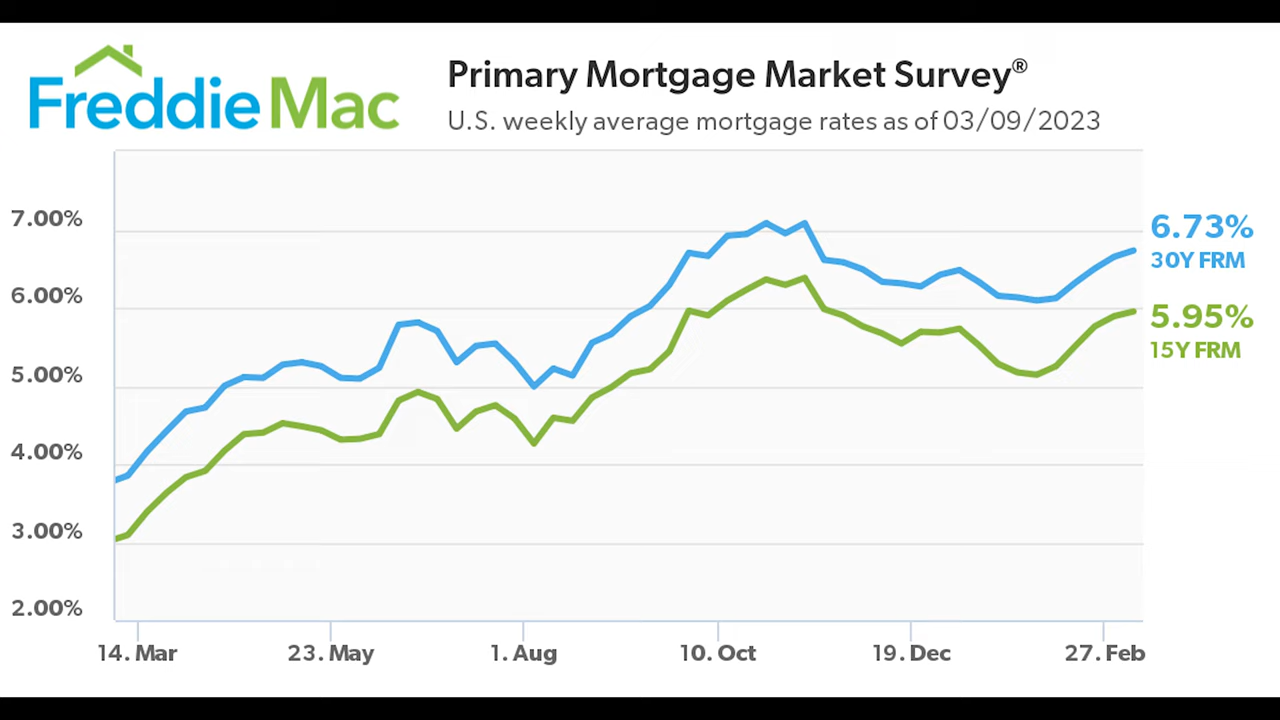 Freddie Mac
Primary Mortgage Market Survey®
U.S. weekly average mortgage rates as of 03/09/2023
7.00%
6.00%
5.00%
4.00%
3.00%
2.00%
6.73%
30Y FRM
5.95%
15Y FRM
14. Mar
23. May
1. Aug
10. Oct
19. Dec
27. Feb